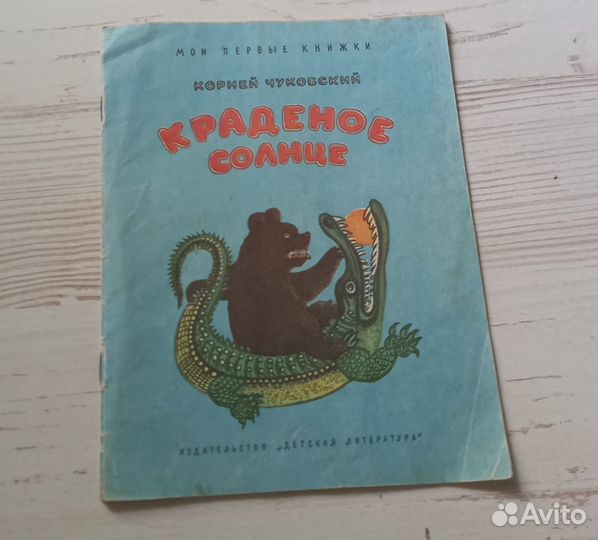 МОИ ПЕРВЫЕ КНИЖКИ
КОРНЕЙ ЧУКОВСКИЙ
КРАДЕНОЕ
СОЛНЦЕ
ИЗДАТЕЛЬСТВО „ДЕТСКАЯ ЛИТЕРАТУРА"
Avito